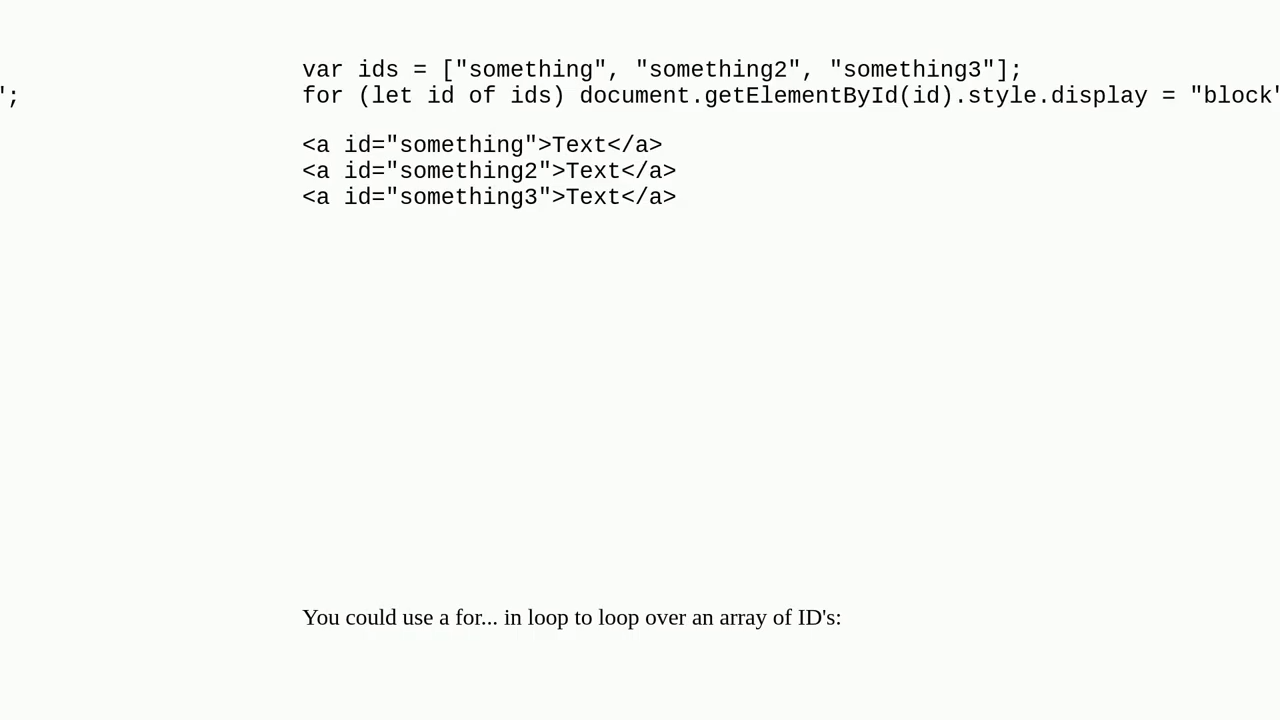 var ids = ["something", "something2", "something3"];
for (let id of ids) document.getElementById(id).style.display = "block"
';
<a id="something">Text</a>
<a id="something2">Text</a>
<a id="something3">Text</a>
You could use a for... in loop to loop over an array of ID's: